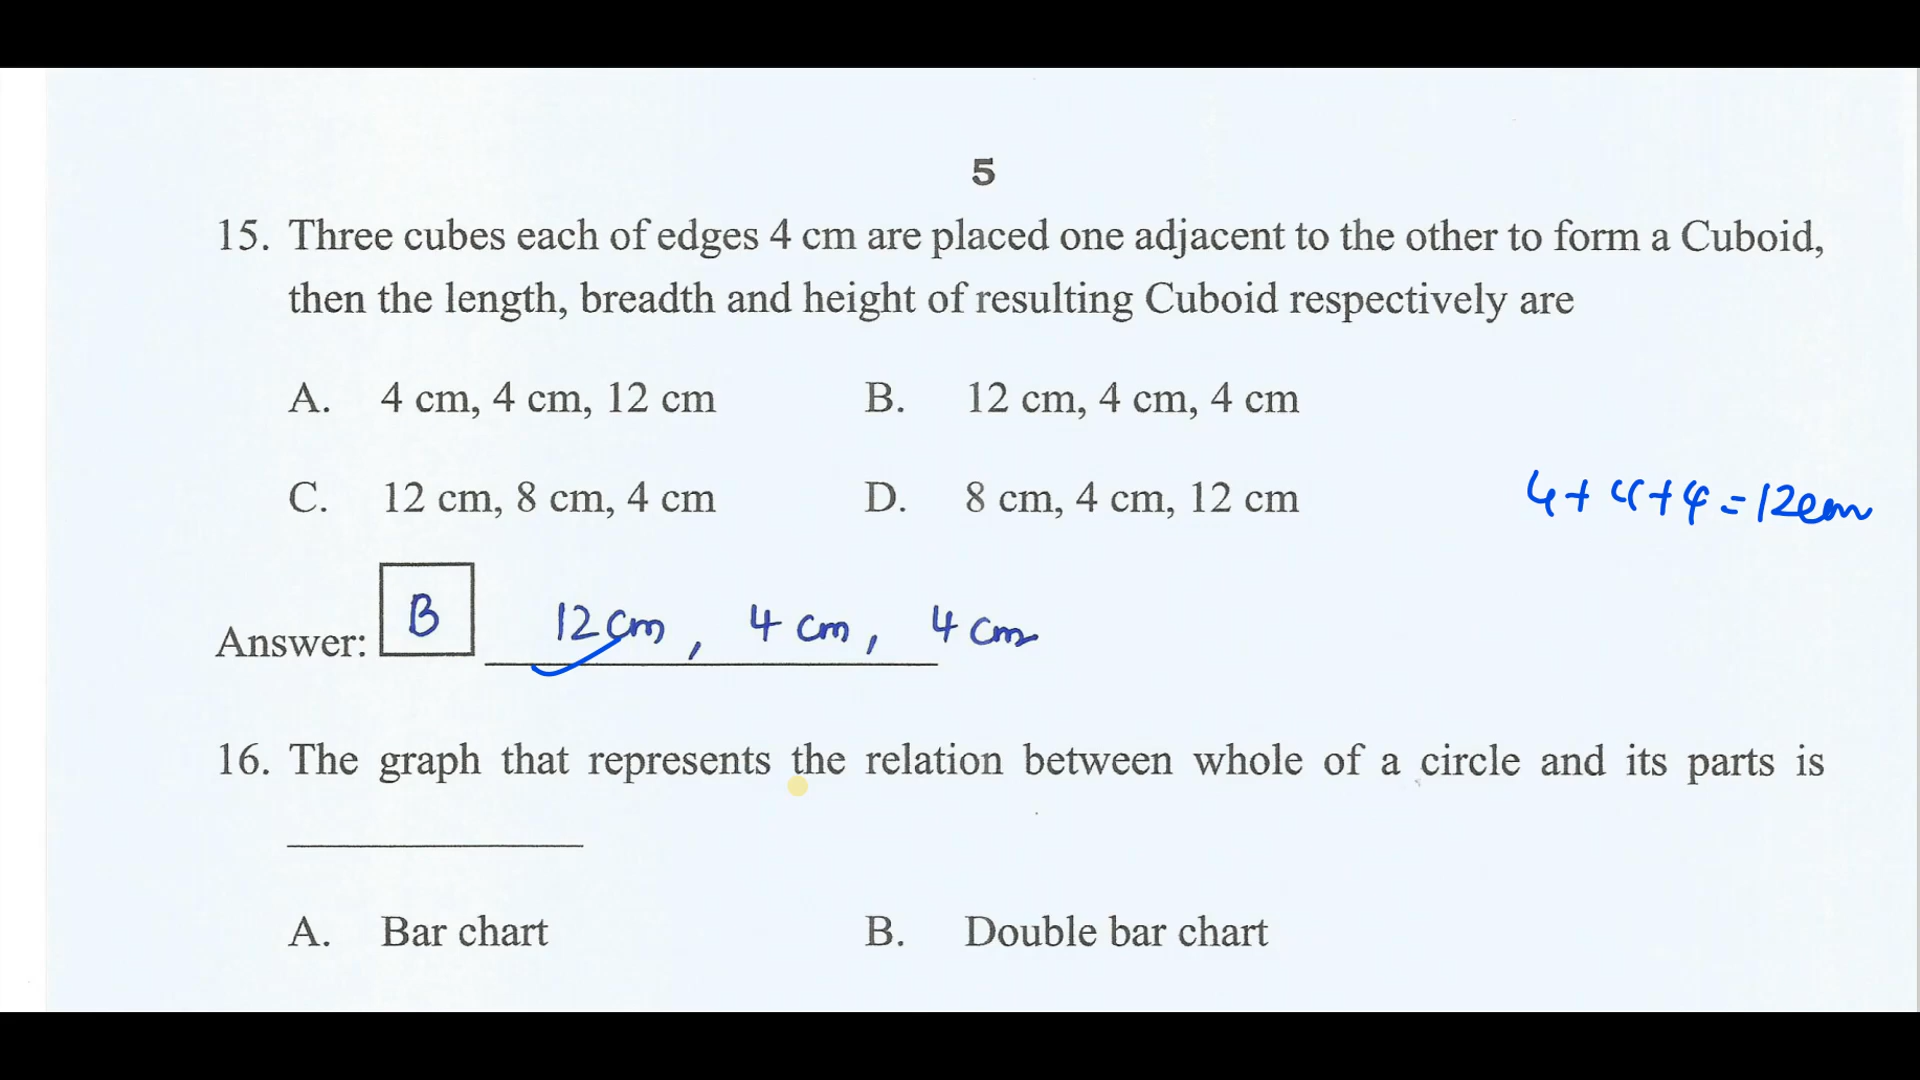 5
15. Three cubes each of edges 4 cm are placed one adjacent to the other to form a Cuboid,
then the length, breadth and height of resulting Cuboid respectively are
A. 4 cm, 4 cm, 12 cm B. 12 cm, 4 cm, 4 cm
C. 12 cm, 8 cm, 4 cm D. 8 cm, 4 cm, 12 cm
4+4+4=12cm
Answer: B 12cm, 4cm, 4cm
16. The graph that represents the relation between whole of a circle and its parts is
A. Bar chart B. Double bar chart